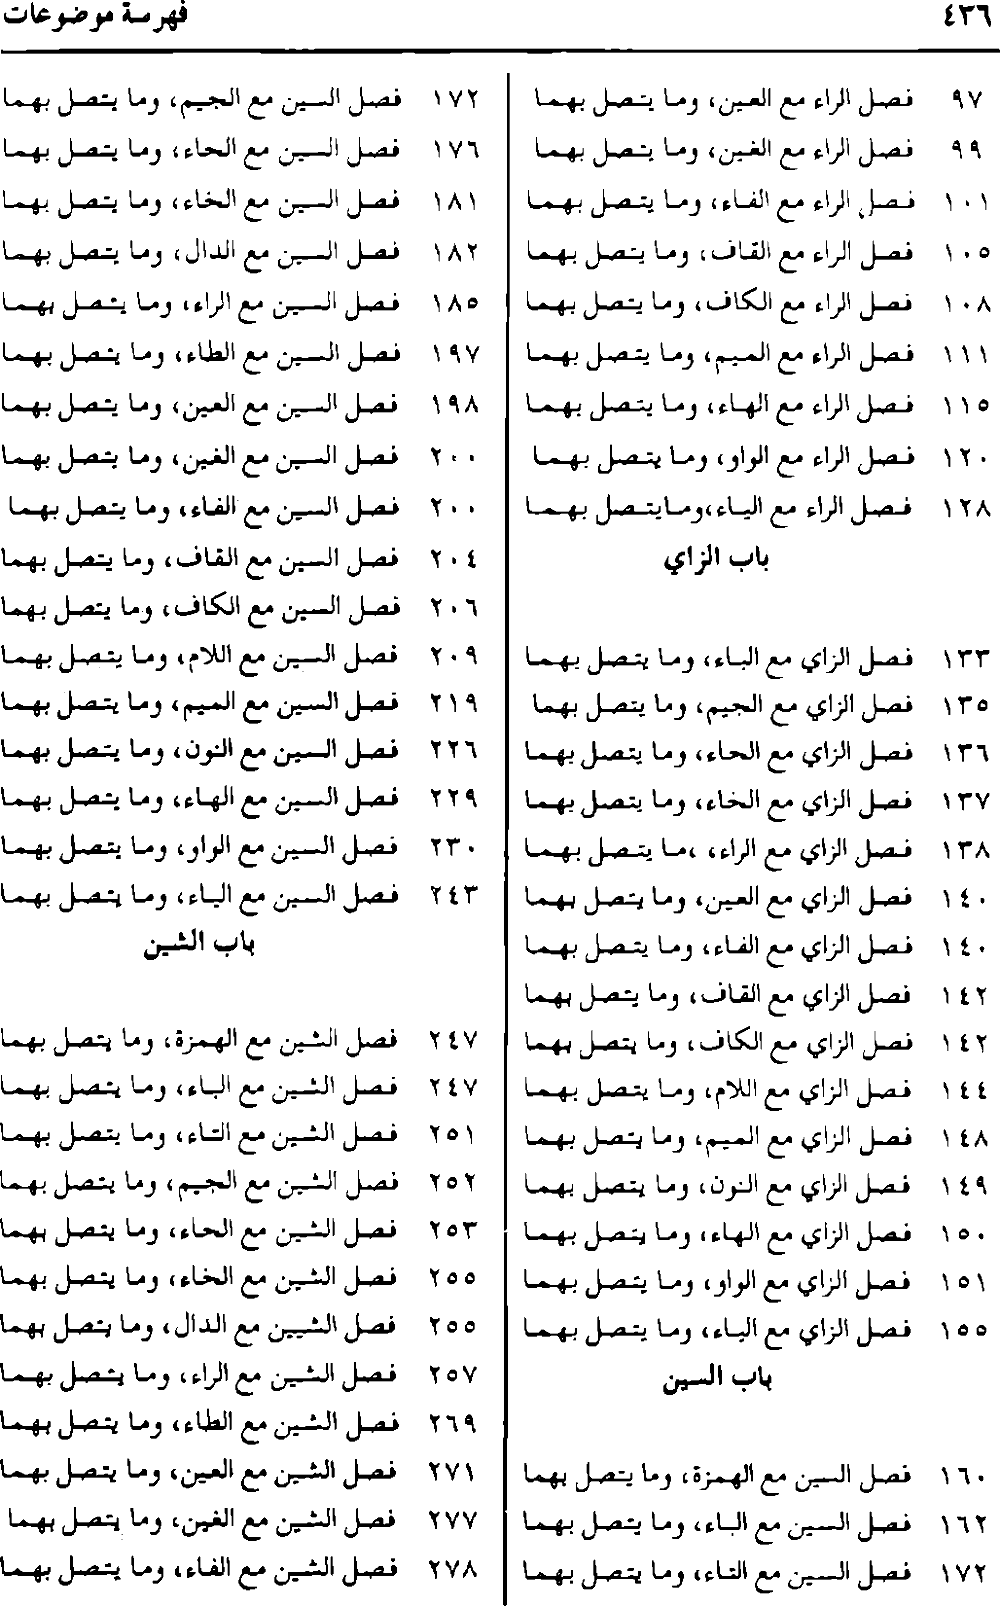 ٤٣٦ فهرسة موضوعات
٩٧ فصل الراء مع العين، وما يتصل بهما
٩٩ فصل الراء مع الغين، وما يتصل بهما
١٠١ فصل الراء مع الفاء، وما يتصل بهما
١٠٥ فصل الراء مع القاف، وما يتصل بهما
١٠٨ فصل الراء مع الكاف، وما يتصل بهما
١١١ فصل الراء مع الميم، وما يتصل بهما
١١٥ فصل الراء مع الهاء، وما يتصل بهما
١٢٠ فصل الراء مع الواو، وما يتصل بهما
١٢٨ فصل الراء مع الياء، وما يتصل بهما
باب الزاي
١٣٣ فصل الزاي مع الباء، وما يتصل بهما
١٣٥ فصل الزاي مع الجيم، وما يتصل بهما
١٣٦ فصل الزاي مع الحاء، وما يتصل بهما
١٣٧ فصل الزاي مع الخاء، وما يتصل بهما
١٣٨ فصل الزاي مع الراء، ،ما يتصل بهما
١٤٠ فصل الزاي مع العين، وما يتصل بهما
١٤٠ فصل الزاي مع الفاء، وما يتصل بهما
١٤٢ فصل الزاي مع القاف، وما يتصل بهما
١٤٢ فصل الزاي مع الكاف، وما يتصل بهما
١٤٤ فصل الزاي مع اللام، وما يتصل بهما
١٤٨ فصل الزاي مع الميم، وما يتصل بهما
١٤٩ فصل الزاي مع النون، وما يتصل بهما
١٥٠ فصل الزاي مع الهاء، وما يتصل بهما
١٥١ فصل الزاي مع الواو، وما يتصل بهما
١٥٥ فصل الزاي مع الياء، وما يتصل بهما
باب السين
١٦٠ فصل السين مع الهمزة، وما يتصل بهما
١٦٢ فصل السين مع الباء، وما يتصل بهما
١٧٢ فصل السين مع التاء، وما يتصل بهما
١٧٢ فصل السين مع الجيم، وما يتصل بهما
١٧٦ فصل السين مع الحاء، وما يتصل بهما
١٨١ فصل السين مع الخاء، وما يتصل بهما
١٨٢ فصل السين مع الدال، وما يتصل بهما
١٨٥ فصل السين مع الراء، وما يتصل بهما
١٩٧ فصل السين مع الطاء، وما يتصل بهما
١٩٨ فصل السين مع العين، وما يتصل بهما
٢٠٠ فصل السين مع الغين، وما يتصل بهما
٢٠٠ فصل السين مع الفاء، وما يتصل بهما
٢٠٤ فصل السين مع القاف، وما يتصل بهما
٢٠٦ فصل السين مع الكاف، وما يتصل بهما
٢٠٩ فصل السين مع اللام، وما يتصل بهما
٢١٩ فصل السين مع الميم، وما يتصل بهما
٢٢٦ فصل السين مع النون، وما يتصل بهما
٢٢٩ فصل السين مع الهاء، وما يتصل بهما
٢٣٠ فصل السين مع الواو، وما يتصل بهما
٢٤٣ فصل السين مع الياء، وما يتصل بهما
باب الشين
٢٤٧ فصل الشين مع الهمزة، وما يتصل بهما
٢٤٧ فصل الشين مع الباء، وما يتصل بهما
٢٥١ فصل الشين مع التاء، وما يتصل بهما
٢٥٢ فصل الشين مع الجيم، وما يتصل بهما
٢٥٣ فصل الشين مع الحاء، وما يتصل بهما
٢٥٥ فصل الشين مع الخاء، وما يتصل بهما
٢٥٥ فصل الشيين مع الدال، وما يتصل بهما
٢٥٧ فصل الشين مع الراء، وما يتصل بهما
٢٦٩ فصل الشين مع الطاء، وما يتصل بهما
٢٧١ فصل الشين مع العين، وما يتصل بهما
٢٧٧ فصل الشين مع الغين، وما يتصل بهما
٢٧٨ فصل الشين مع الفاء، وما يتصل بهما